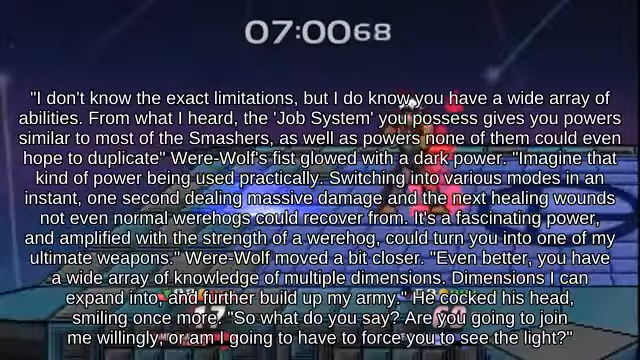 07:00 68
"I don't know the exact limitations, but I do know you have a wide array of
abilities. From what I heard, the 'Job System' you possess gives you powers
similar to most of the Smashers, as well as powers none of them could even
hope to duplicate" Were-Wolf's fist glowed with a dark power. "Imagine that
kind of power being used practically. Switching into various modes in an
instant, one second dealing massive damage and the next healing wounds
not even normal werehogs could recover from. It's a fascinating power,
and amplified with the strength of a werehog, could turn you into one of my
ultimate weapons." Were-Wolf moved a bit closer. "Even better, you have
a wide array of knowledge of multiple dimensions. Dimensions I can
expand into, and further build up my army." He cocked his head,
smiling once more. "So what do you say? Are you going to join
me willingly, or am I going to have to force you to see the light?"